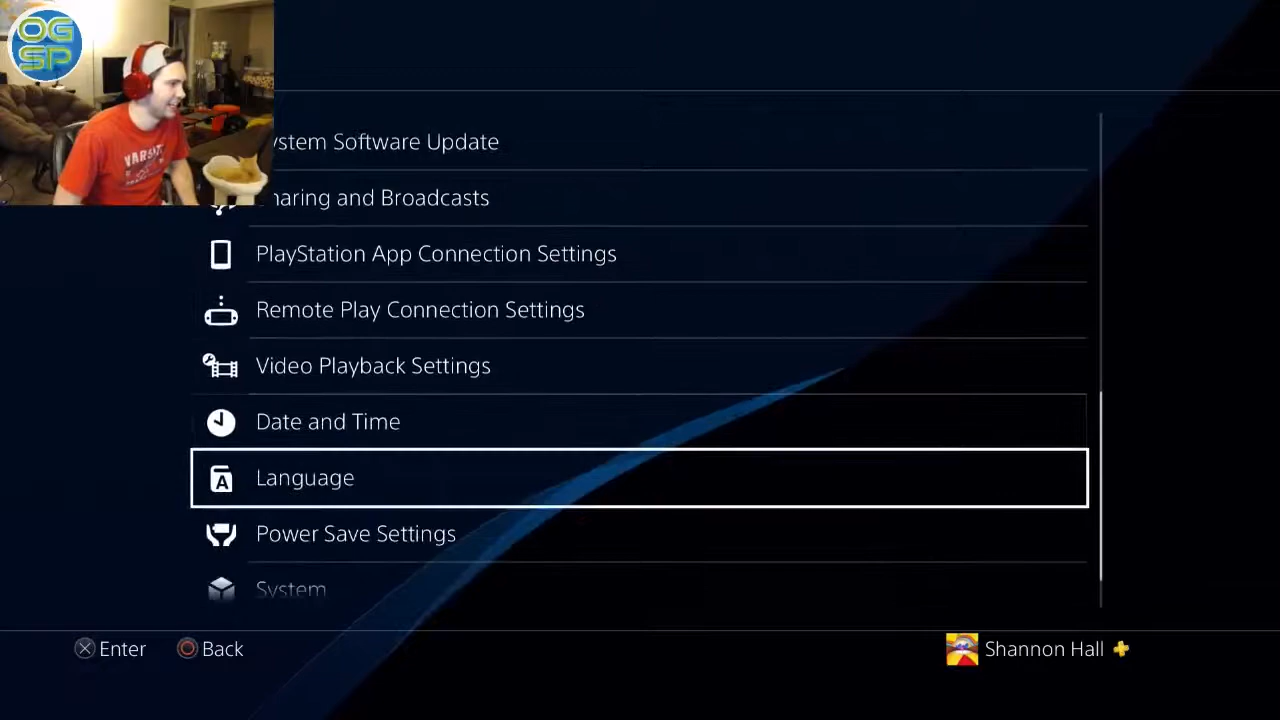 OG
SP
VARSI
ystem Software Update
haring and Broadcasts
PlayStation App Connection Settings
Remote Play Connection Settings
Video Playback Settings
Date and Time
A
Language
Power Save Settings
System
Enter
Back
Shannon Hall